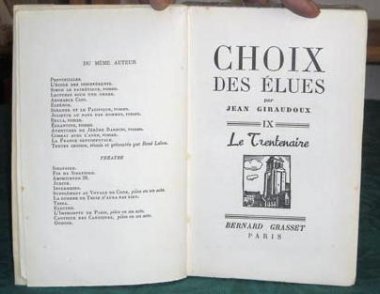 DU MÊME AUTEUR
PROVINCIALES.
L'ÉCOLE DES INDIFFÉRENTS.
SIMON LE PATHÉTIQUE, roman.
LECTURES POUR UNE OMBRE.
ADORABLE CLIO.
ELPÉNOR.
SUZANNE ET LE PACIFIQUE, roman.
JULIETTE AU PAYS DES HOMMES, roman.
BELLA, roman.
ÉGLANTINE, roman.
AVENTURES DE JÉRÔME BARDINI, roman.
COMBAT AVEC L'ANGE, roman.
LA FRANCE SENTIMENTALE.
TEXTES CHOISIS, réunis et présentés par René Lalou.
THÉATRE
SIEGFRIED.
FIN DE SIEGFRIED.
AMPHITRYON 38.
JUDITH.
INTERMEZZO.
SUPPLÉMENT AU VOYAGE DE COOK, pièce en un acte.
LA GUERRE DE TROIE N'AURA PAS LIEU.
TESSA.
ÉLECTRE.
L'IMPROMPTU DE PARIS, pièce en un acte.
CANTIQUE DES CANTIQUES, pièce en un acte.
ONDINE.
CHOIX
DES ÉLUES
par
JEAN GIRAUDOUX
IX
Le Trentenaire
BERNARD GRASSET
PARIS